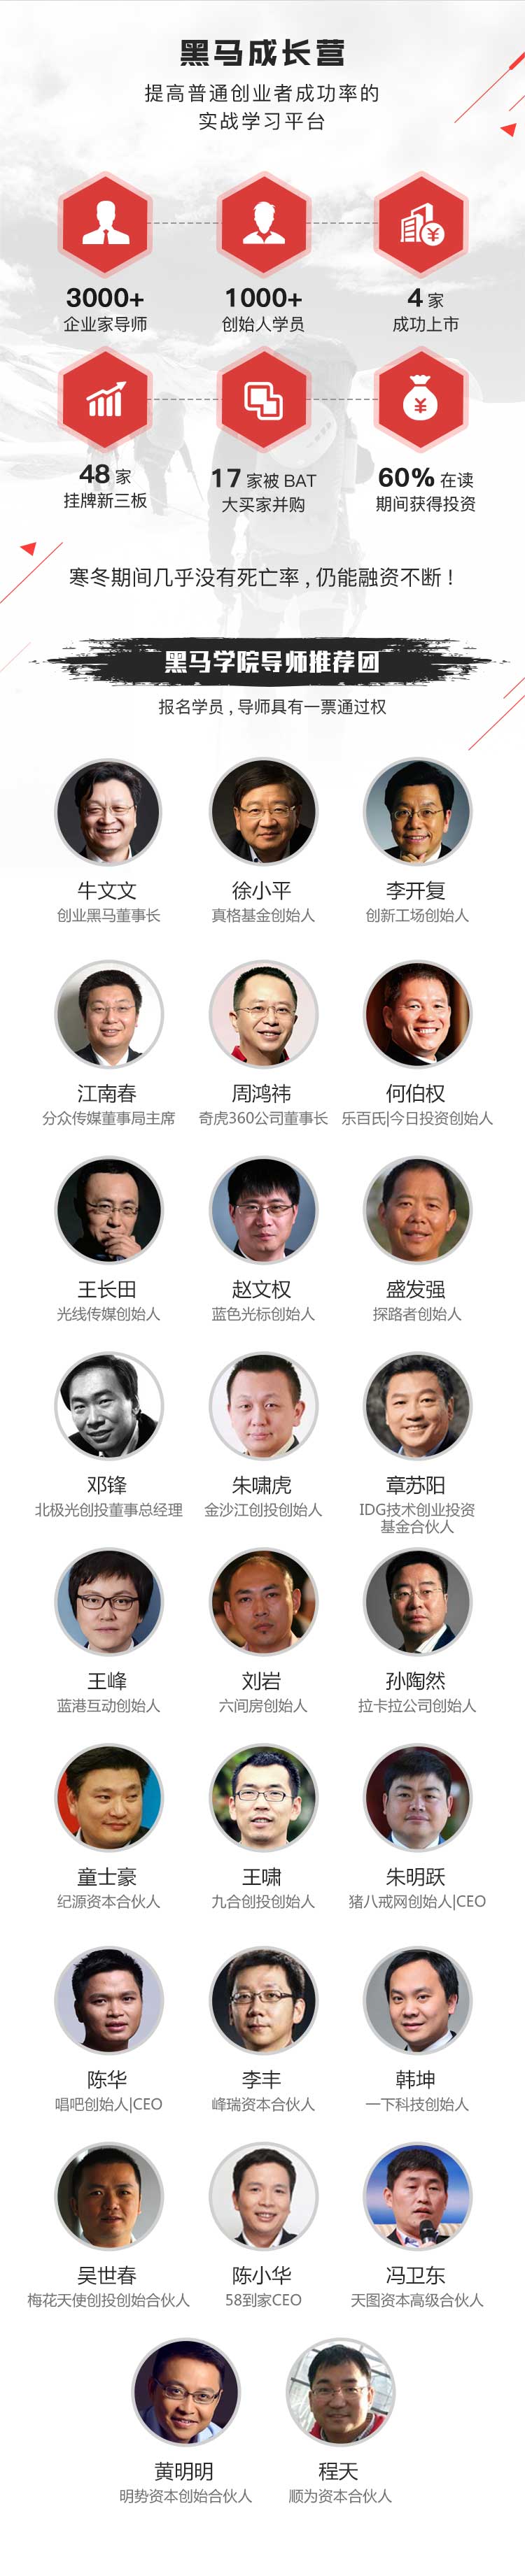 黑马成长营
提高普通创业者成功率的
实战学习平台
3000+
企业家导师
1000+
创始人学员
4 家
成功上市
48 家
挂牌新三板
17 家被 BAT
大买家并购
60% 在读
期间获得投资
寒冬期间几乎没有死亡率，仍能融资不断！
黑马学院导师推荐团
报名学员，导师具有一票通过权
牛文文
创业黑马董事长
徐小平
真格基金创始人
李开复
创新工场创始人
江南春
分众传媒董事局主席
周鸿祎
奇虎360公司董事长
何伯权
乐百氏|今日投资创始人
王长田
光线传媒创始人
赵文权
蓝色光标创始人
盛发强
探路者创始人
邓锋
北极光创投董事总经理
朱啸虎
金沙江创投创始人
章苏阳
IDG技术创业投资
基金合伙人
王峰
蓝港互动创始人
刘岩
六间房创始人
孙陶然
拉卡拉公司创始人
童士豪
纪源资本合伙人
王啸
九合创投创始人
朱明跃
猪八戒网创始人|CEO
陈华
唱吧创始人|CEO
李丰
峰瑞资本合伙人
韩坤
一下科技创始人
吴世春
梅花天使创投创始合伙人
陈小华
58到家CEO
冯卫东
天图资本高级合伙人
黄明明
明势资本创始合伙人
程天
顺为资本合伙人